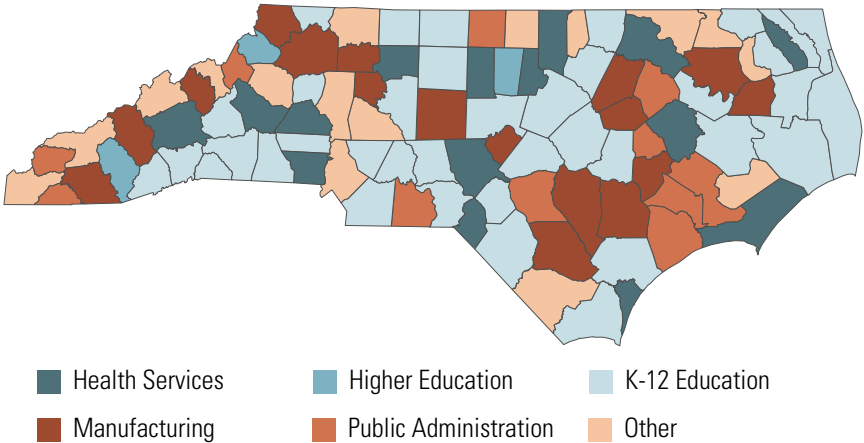 Health Services Higher Education K-12 Education
Manufacturing Public Administration Other